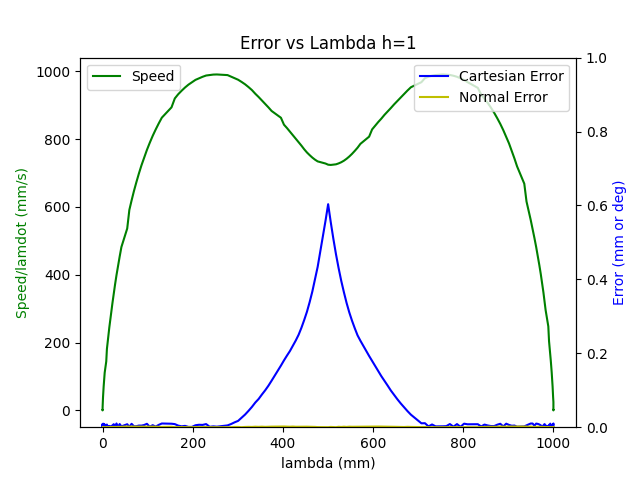 Error vs Lambda h=1
Speed
Cartesian Error
Normal Error
Speed/lamdot (mm/s)
1000
800
600
400
200
0
1.0
0.8
0.6
0.4
0.2
0.0
Error (mm or deg)
0 200 400 600 800 1000
lambda (mm)